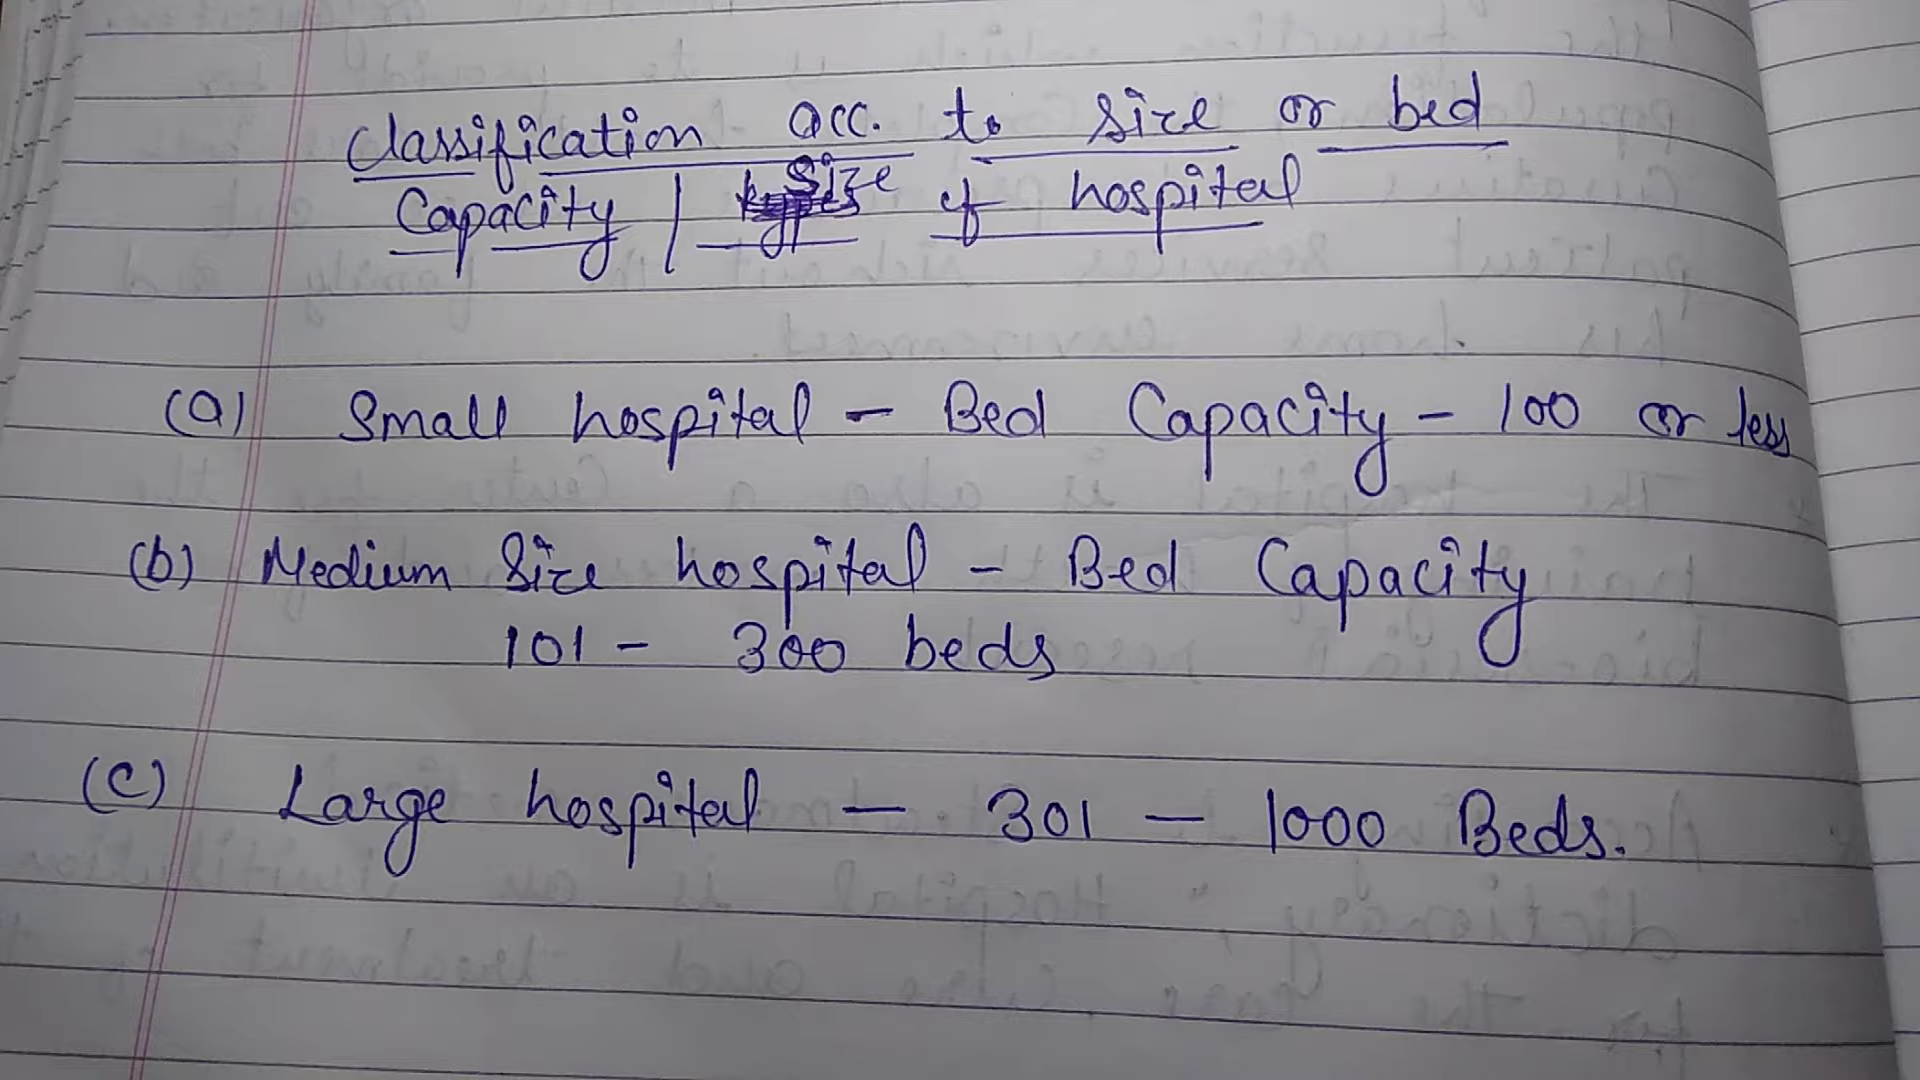 Classification acc. to size or bed
Capacity | Size of hospital
(a) Small hospital - Bed Capacity - 100 or less
(b) Medium Size hospital - Bed Capacity
101 - 300 beds
(c) Large hospital - 301 - 1000 Beds.